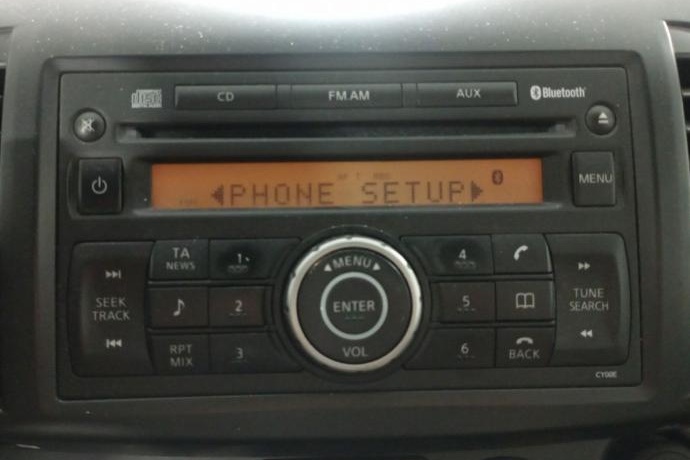 disc CD FM.AM AUX Bluetooth
PHONE SETUP
MENU
TA NEWS
1
MENU
4
SEEK TRACK
2
ENTER
5
TUNE SEARCH
RPT MIX
3
VOL
6
BACK
CY00E